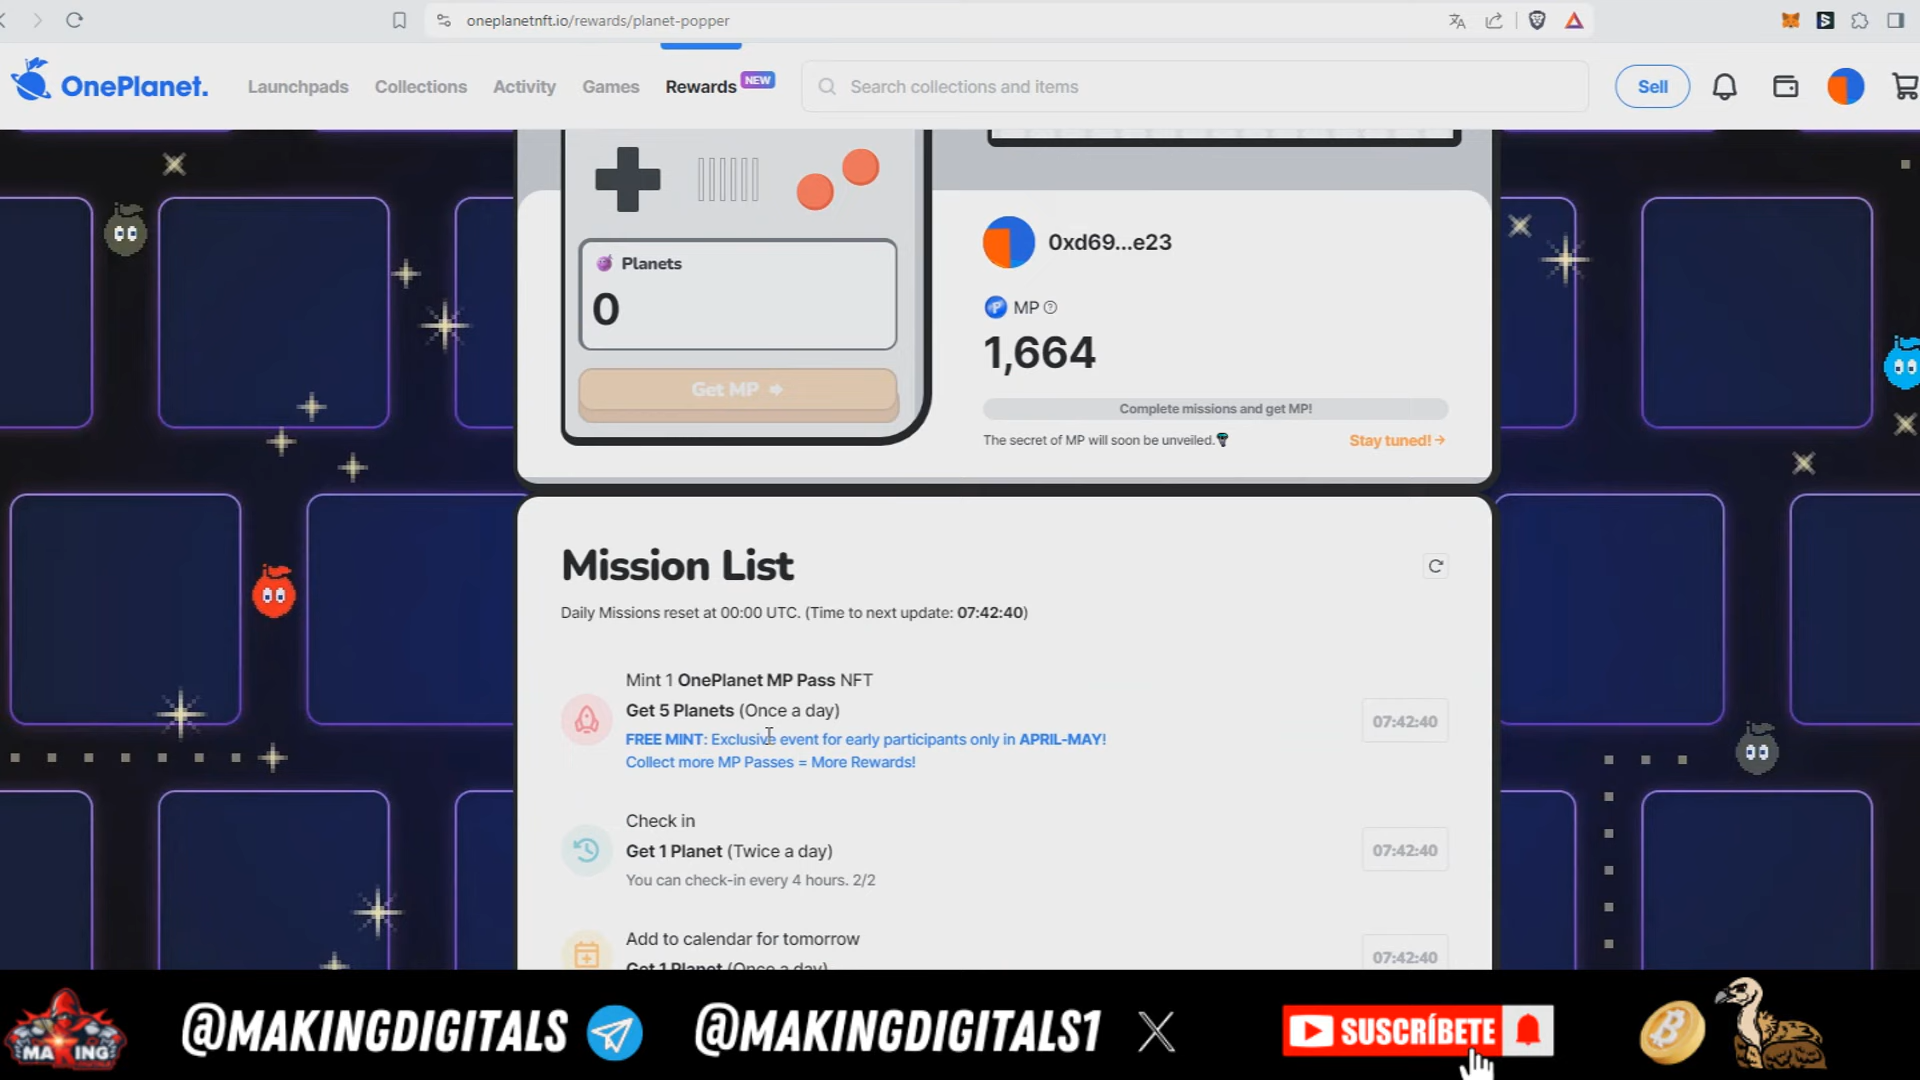 oneplanetnft.io/rewards/planet-popper
OnePlanet.
Launchpads
Collections
Activity
Games
Rewards
NEW
Search collections and items
Sell
Planets
0
Get MP
0xd69...e23
MP
1,664
Complete missions and get MP!
The secret of MP will soon be unveiled.
Stay tuned!
Mission List
Daily Missions reset at 00:00 UTC. (Time to next update: 07:42:40)
Mint 1 OnePlanet MP Pass NFT
Get 5 Planets (Once a day)
FREE MINT: Exclusive event for early participants only in APRIL-MAY!
Collect more MP Passes = More Rewards!
07:42:40
Check in
Get 1 Planet (Twice a day)
You can check-in every 4 hours. 2/2
07:42:40
Add to calendar for tomorrow
Get 1 Planet (Once a day)
07:42:40
MAKING
@MAKINGDIGITALS
@MAKINGDIGITALS1
SUSCRÍBETE